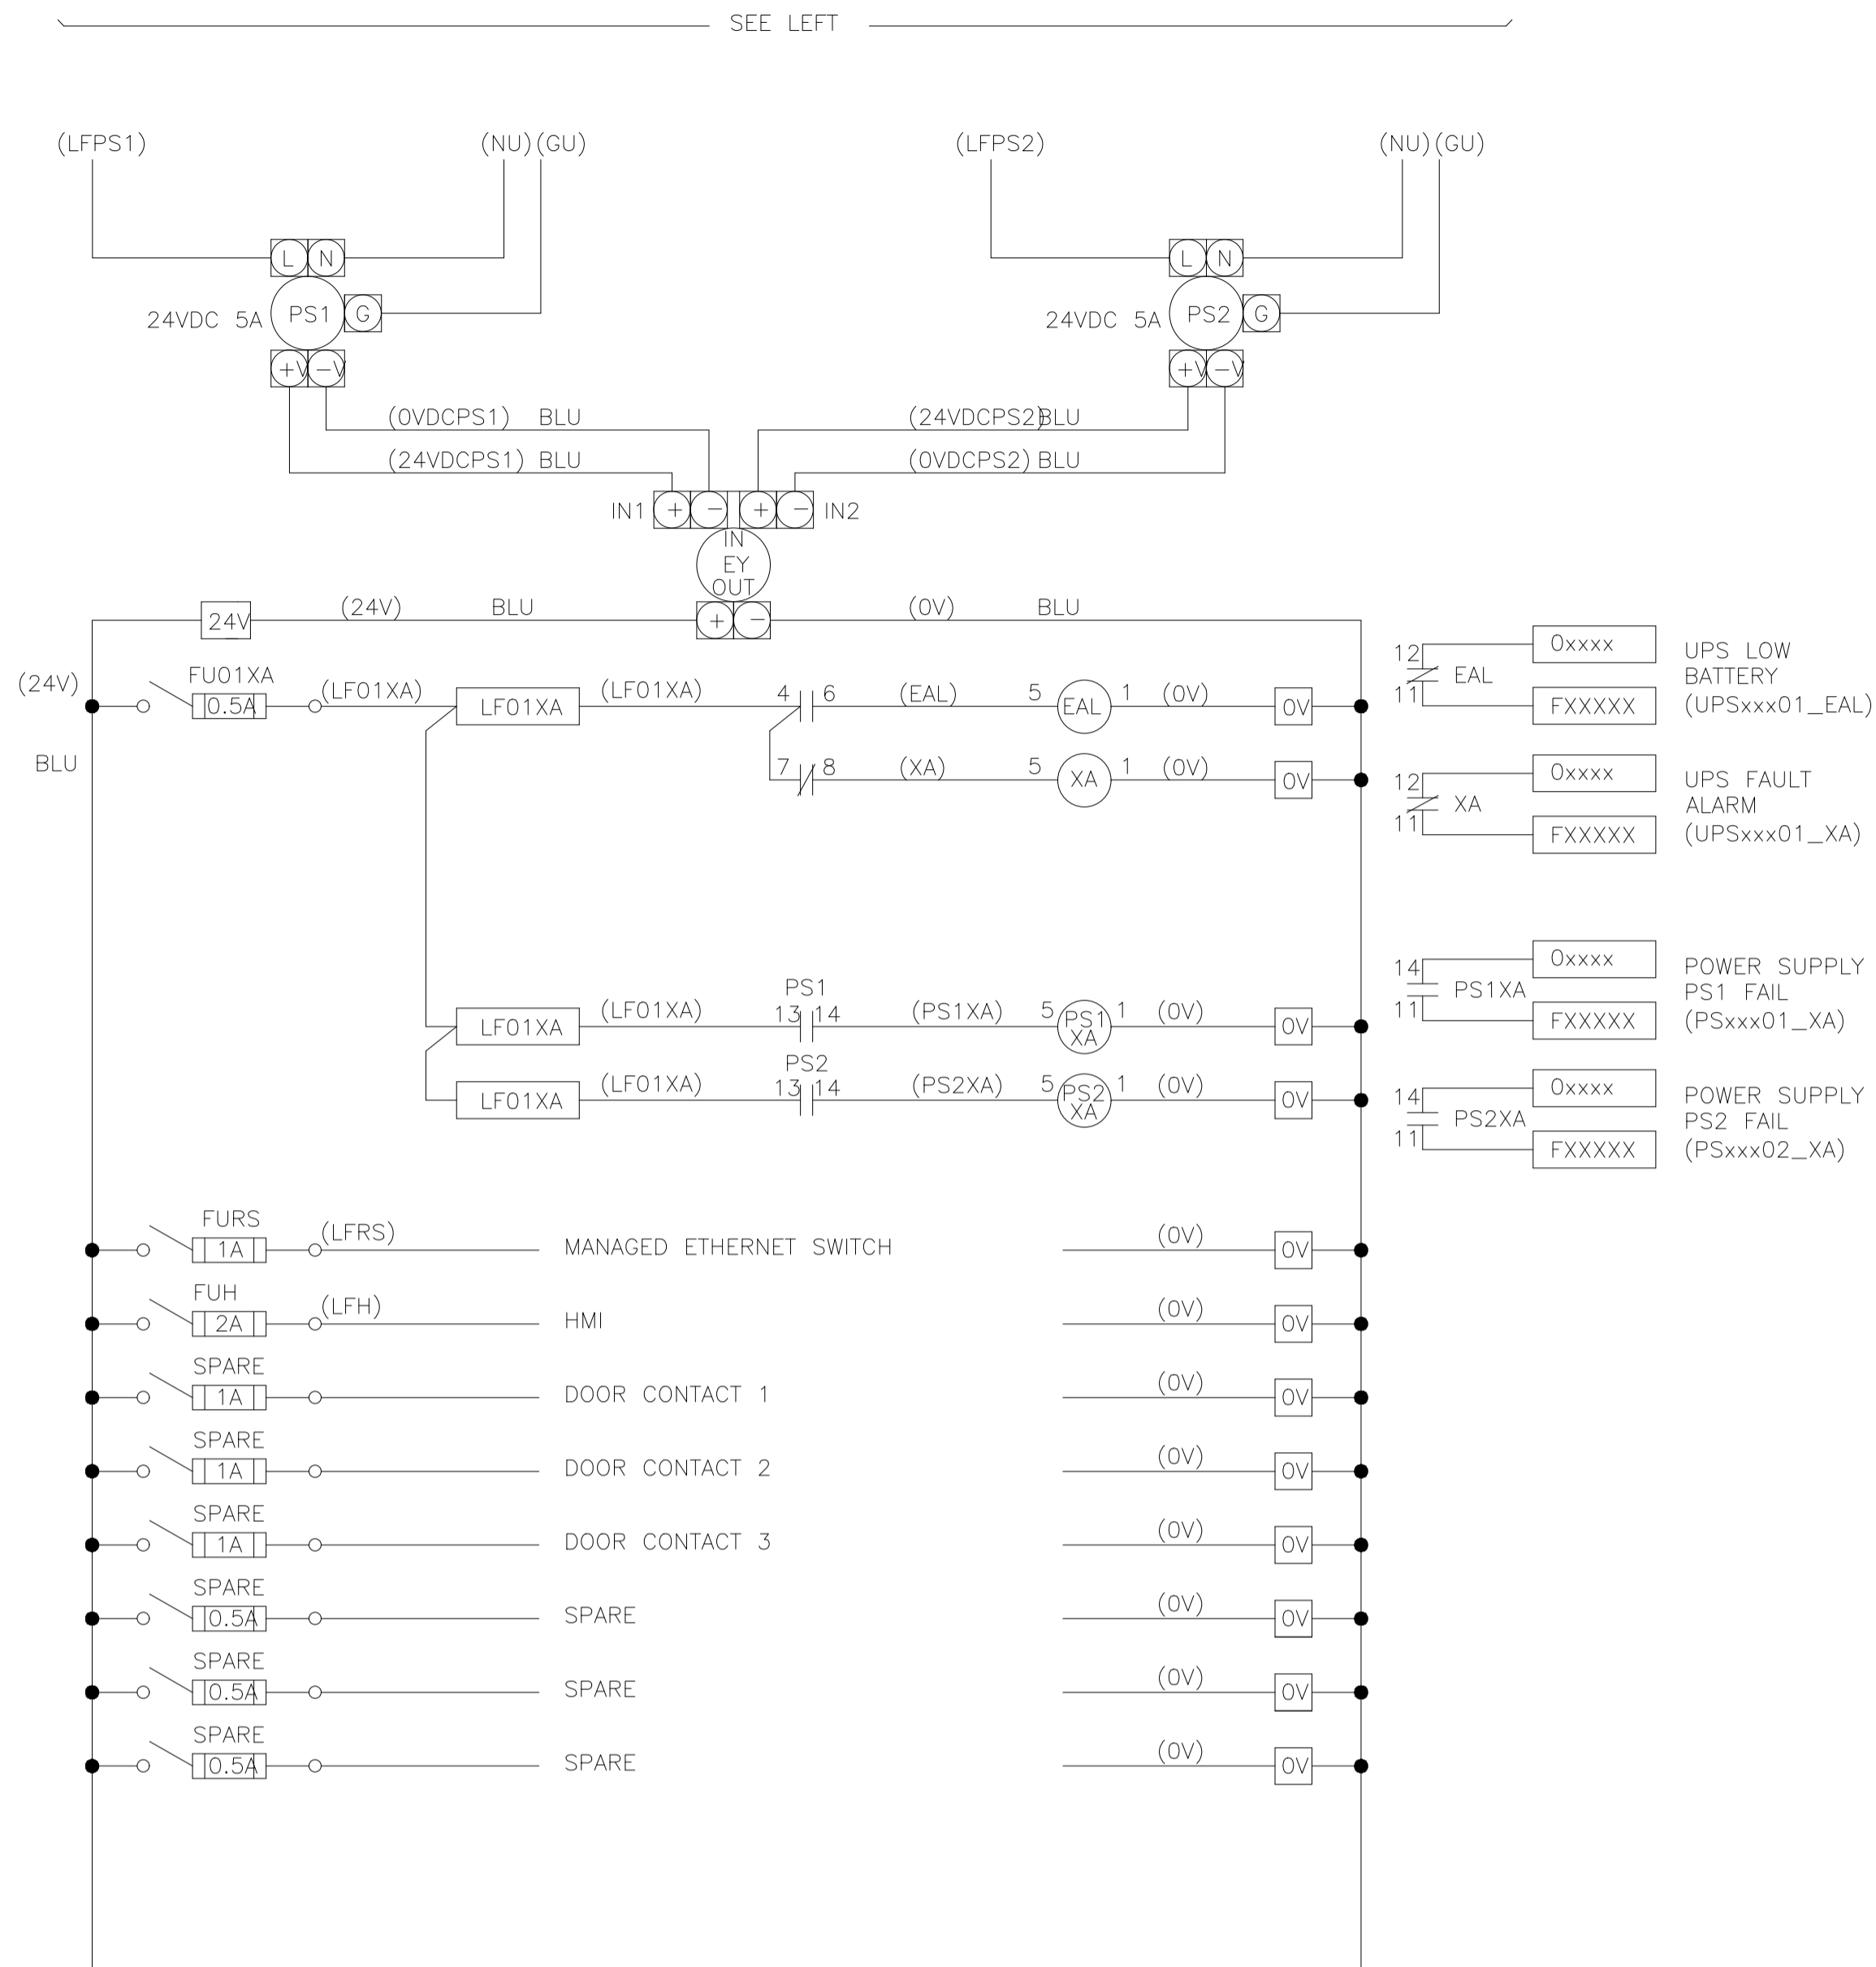 SEE LEFT
(LFPS1) (NU) (GU) (LFPS2) (NU) (GU)
L N L N
24VDC 5A PS1 G 24VDC 5A PS2 G
+V -V +V -V
(0VDCPS1) BLU (24VDCPS2) BLU
(24VDCPS1) BLU (0VDCPS2) BLU
IN1 + - + - IN2
IN
EY
OUT
24V (24V) BLU + - (0V) BLU
(24V) FU01XA 0.5A (LF01XA) LF01XA (LF01XA) 4 6 (EAL) 5 EAL 1 (0V) 0V
BLU 7 8 (XA) 5 XA 1 (0V) 0V
12 0xxxx UPS LOW
EAL BATTERY
11 FXXXXX (UPSxxx01_EAL)
12 0xxxx UPS FAULT
XA ALARM
11 FXXXXX (UPSxxx01_XA)
PS1
LF01XA (LF01XA) 13 14 (PS1XA) 5 PS1 XA 1 (0V) 0V
PS2
LF01XA (LF01XA) 13 14 (PS2XA) 5 PS2 XA 1 (0V) 0V
14 0xxxx POWER SUPPLY
PS1XA PS1 FAIL
11 FXXXXX (PSxxx01_XA)
14 0xxxx POWER SUPPLY
PS2XA PS2 FAIL
11 FXXXXX (PSxxx02_XA)
FURS
1A (LFRS) MANAGED ETHERNET SWITCH (0V) 0V
FUH
2A (LFH) HMI (0V) 0V
SPARE
1A DOOR CONTACT 1 (0V) 0V
SPARE
1A DOOR CONTACT 2 (0V) 0V
SPARE
1A DOOR CONTACT 3 (0V) 0V
SPARE
0.5A SPARE (0V) 0V
SPARE
0.5A SPARE (0V) 0V
SPARE
0.5A SPARE (0V) 0V